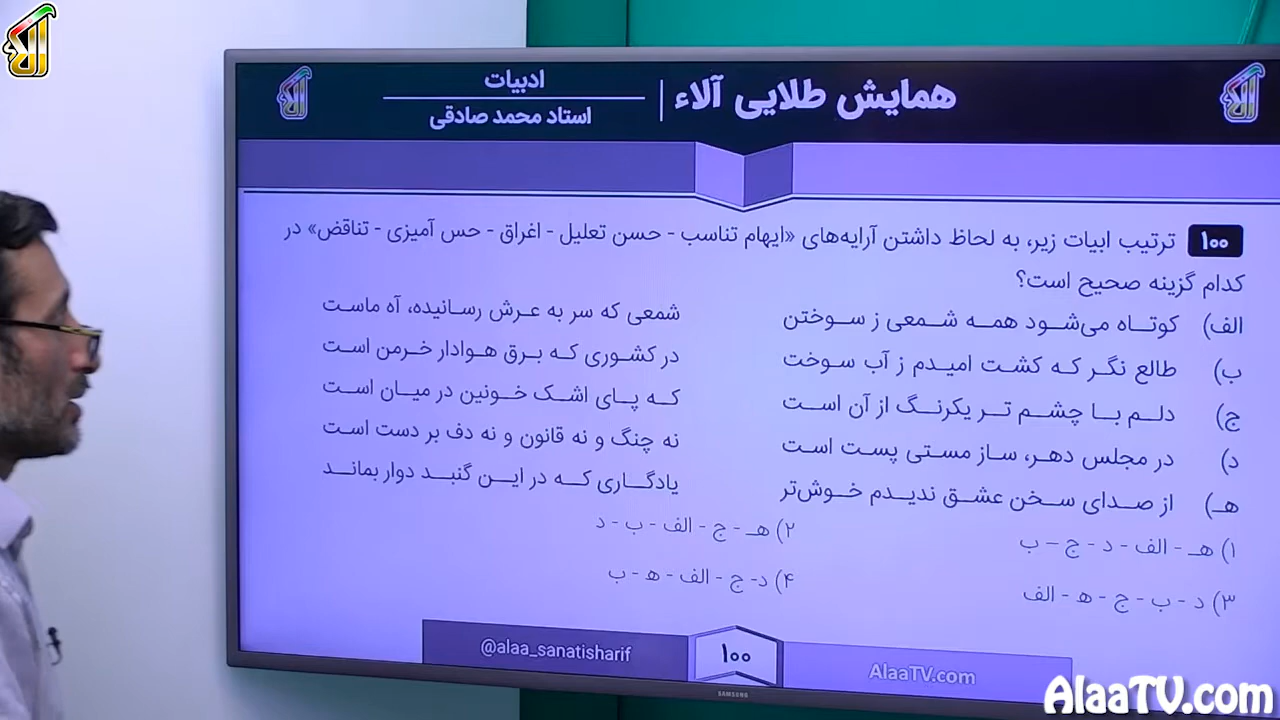 همایش طلایی آلاء
ادبیات
استاد محمد صادقی
۱۰۰ ترتیب ابیات زیر، به لحاظ داشتن آرایه‌های «ایهام تناسب - حسن تعلیل - اغراق - حس آمیزی - تناقض» در
کدام گزینه صحیح است؟
الف) کوتاه می‌شود همه شمعی ز سوختن شمعی که سر به عرش رسانیده، آه ماست
ب) طالع نگر که کشت امیدم ز آب سوخت در کشوری که برق هوادار خرمن است
ج) دلم با چشم تر یکرنگ از آن است که پای اشک خونین در میان است
د) در مجلس دهر، ساز مستی پست است نه چنگ و نه قانون و نه دف بر دست است
هـ) از صدای سخن عشق ندیدم خوش‌تر یادگاری که در این گنبد دوار بماند
۱) هـ - الف - د - ج - ب ۲) هـ - ج - الف - ب - د
۳) د - ب - ج - ه - الف ۴) د- ج - الف - ه - ب
@alaa_sanatisharif ۱۰۰ AlaaTV.com
SAMSUNG
AlaaTV.com